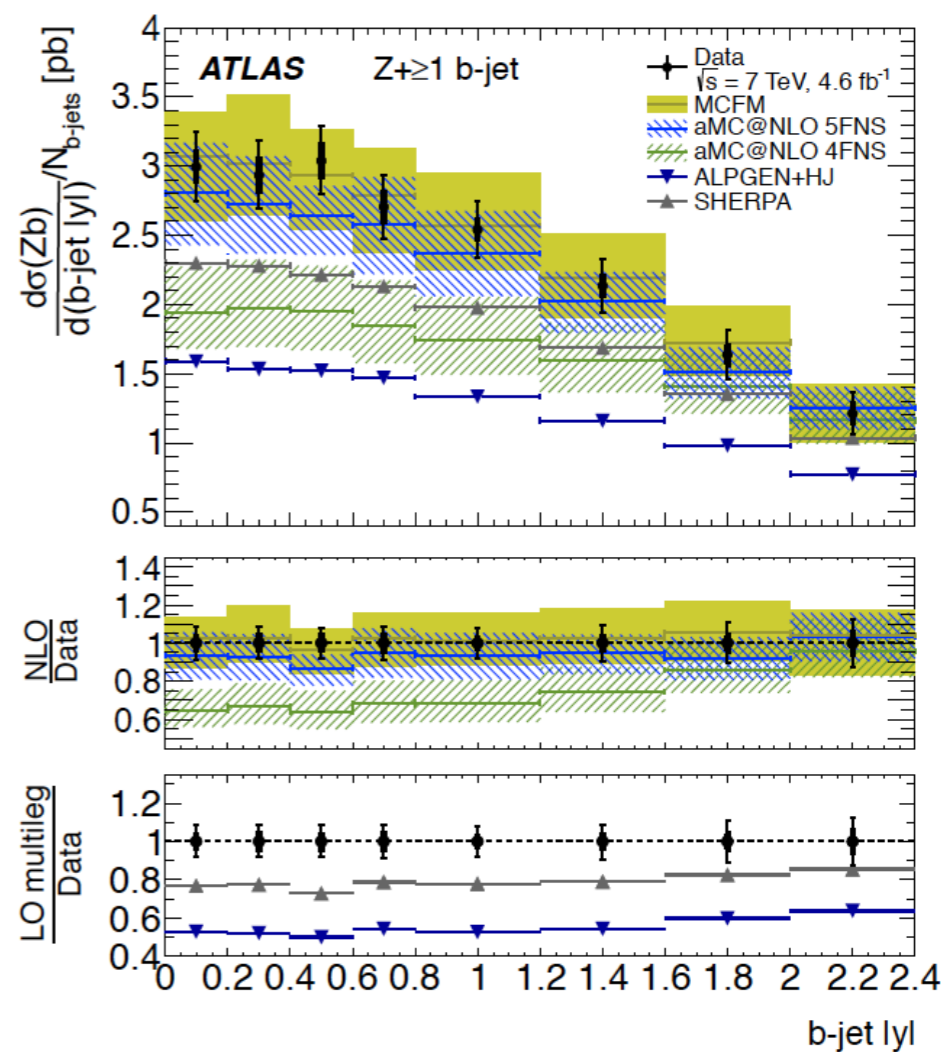 ATLAS Z+≥1 b-jet
Data
√s = 7 TeV, 4.6 fb⁻¹
MCFM
aMC@NLO 5FNS
aMC@NLO 4FNS
ALPGEN+HJ
SHERPA
dσ(Zb)
d(b-jet |y|)
/N_b-jets [pb]
4
3.5
3
2.5
2
1.5
1
0.5
NLO
Data
1.4
1.2
1
0.8
0.6
LO multileg
Data
1.2
1
0.8
0.6
0.4
0 0.2 0.4 0.6 0.8 1 1.2 1.4 1.6 1.8 2 2.2 2.4
b-jet |y|